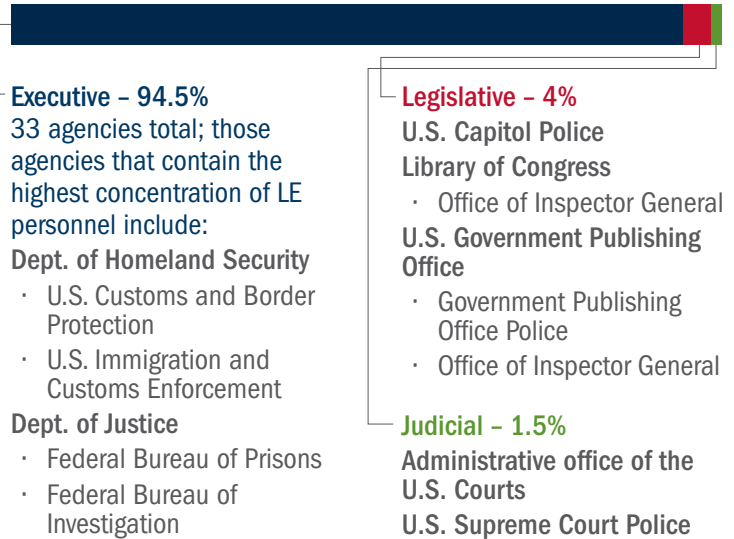 Executive – 94.5%
33 agencies total; those
agencies that contain the
highest concentration of LE
personnel include:
Dept. of Homeland Security
· U.S. Customs and Border
Protection
· U.S. Immigration and
Customs Enforcement
Dept. of Justice
· Federal Bureau of Prisons
· Federal Bureau of
Investigation
Legislative – 4%
U.S. Capitol Police
Library of Congress
· Office of Inspector General
U.S. Government Publishing
Office
· Government Publishing
Office Police
· Office of Inspector General
Judicial – 1.5%
Administrative office of the
U.S. Courts
U.S. Supreme Court Police